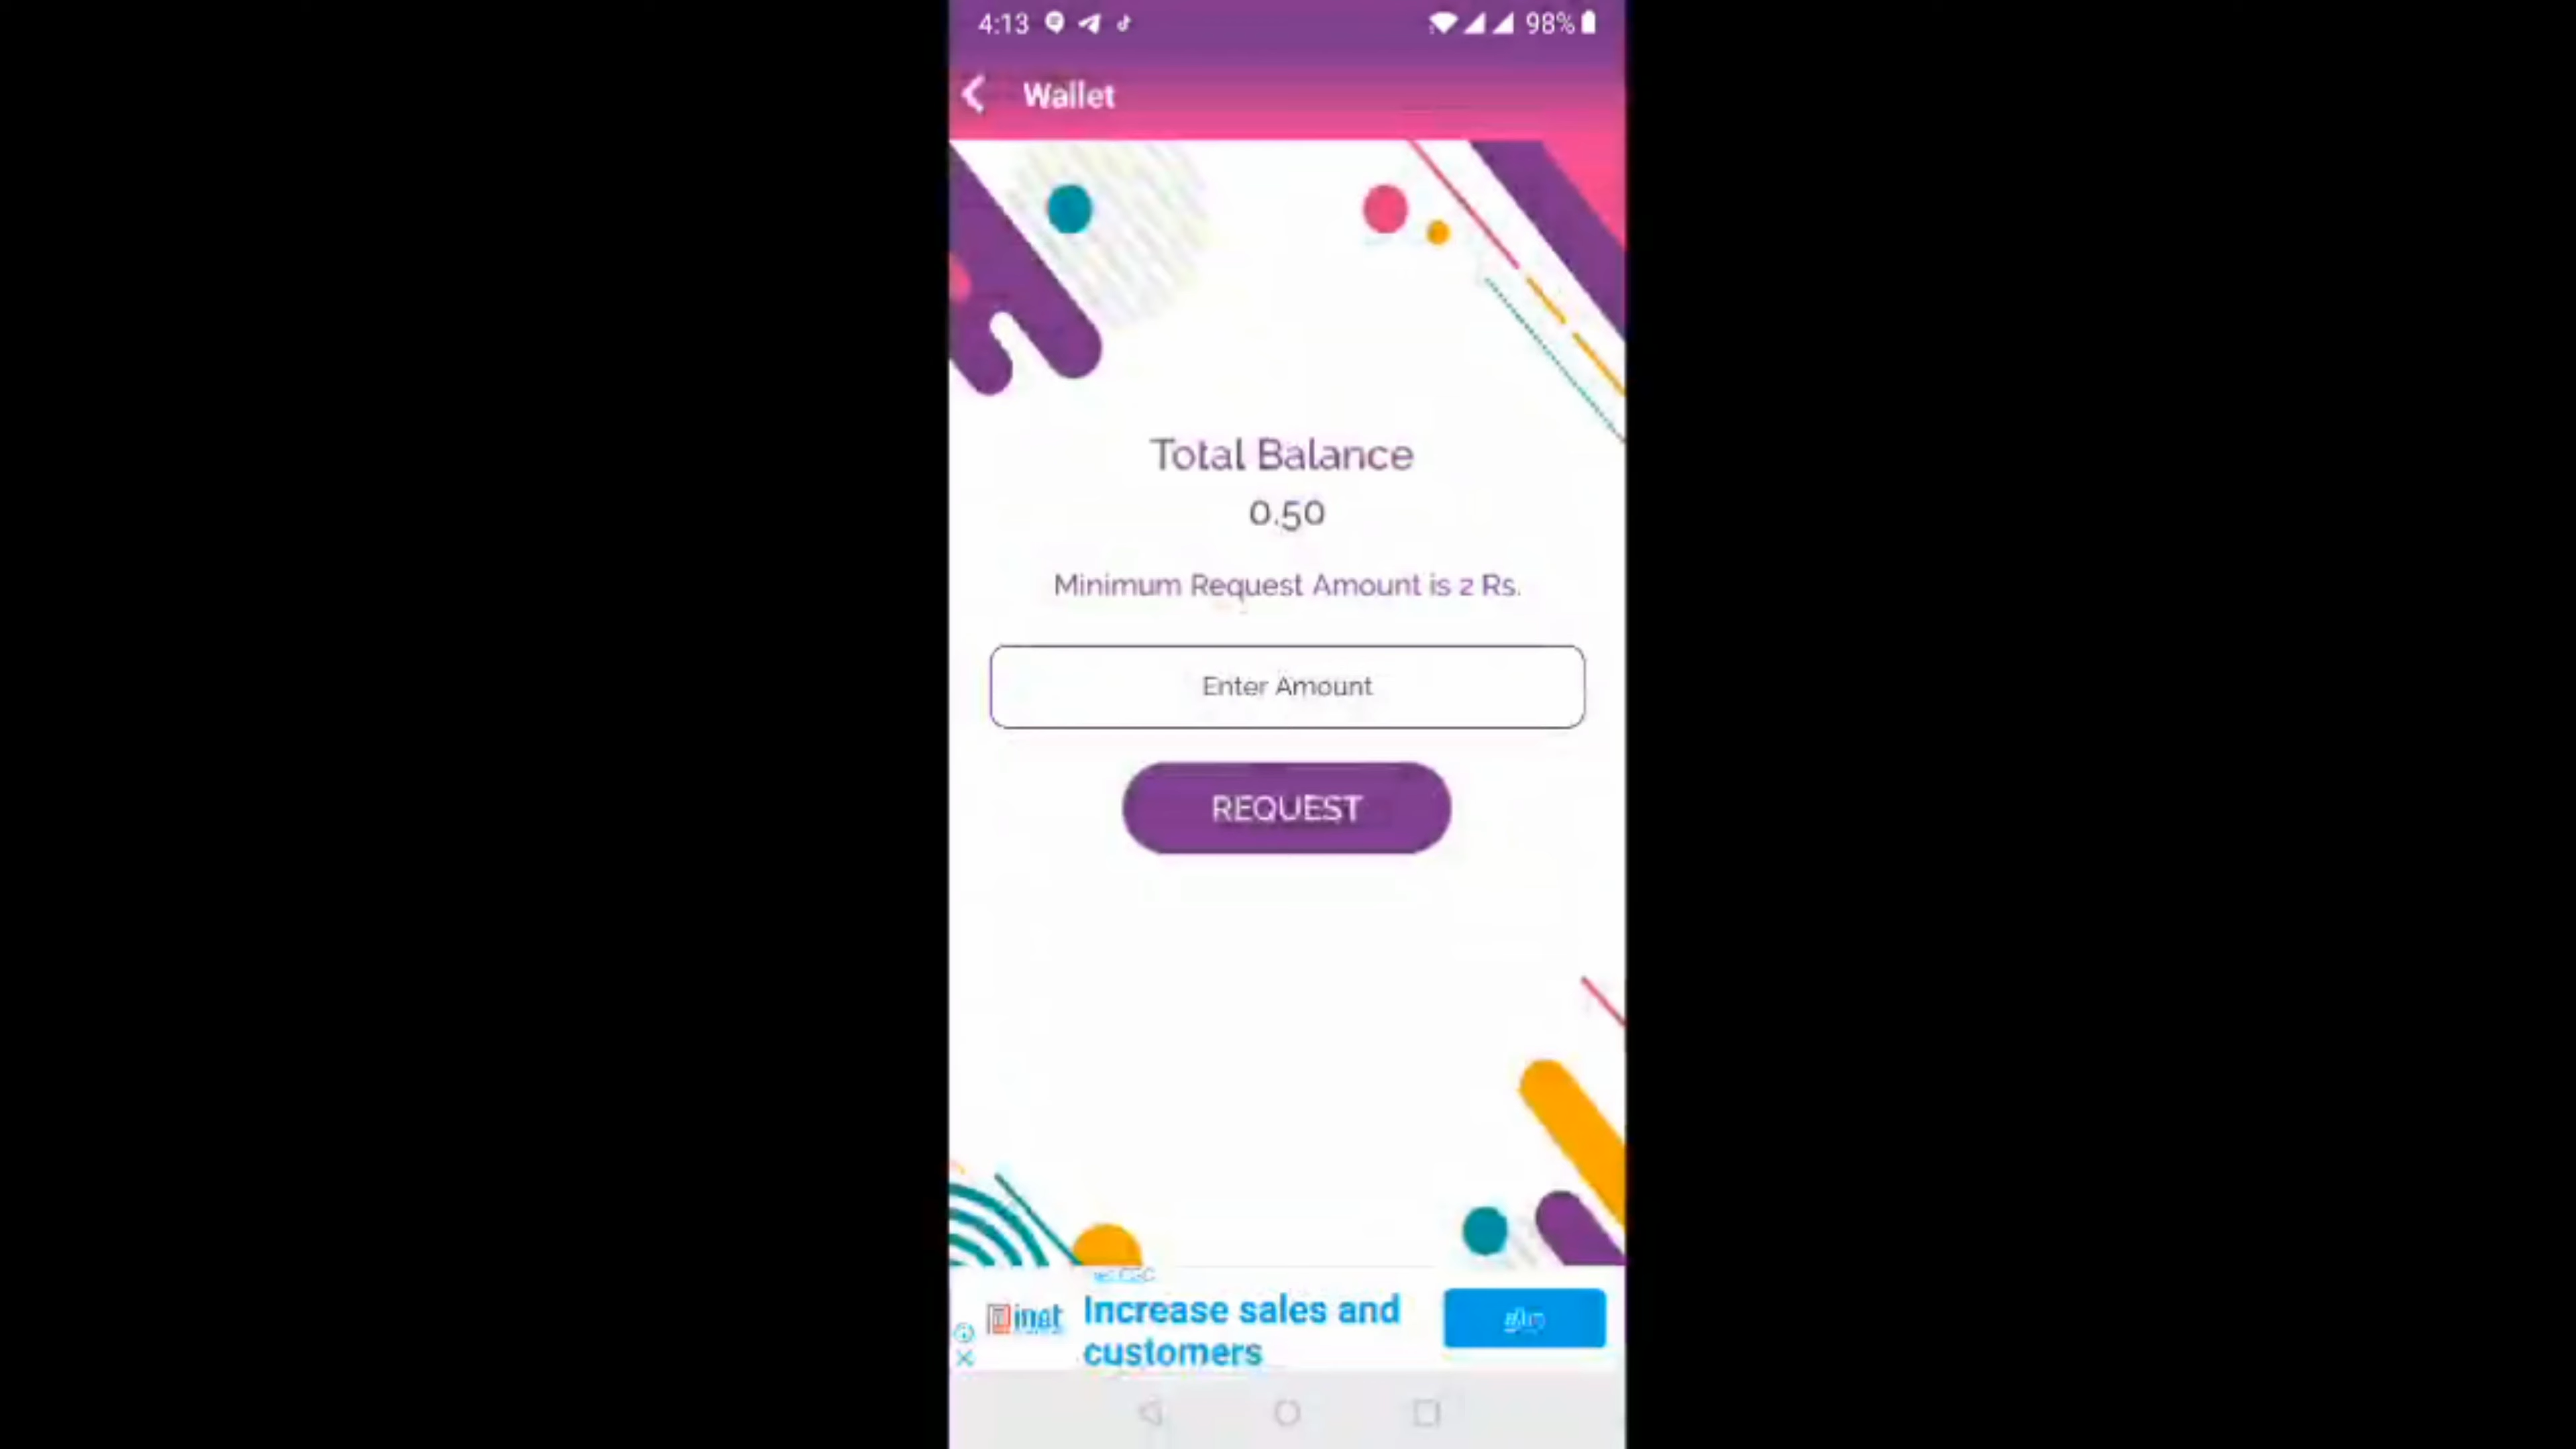 4:13 98%
Wallet
Total Balance
0.50
Minimum Request Amount is 2 Rs.
Enter Amount
REQUEST
Increase sales and
customers